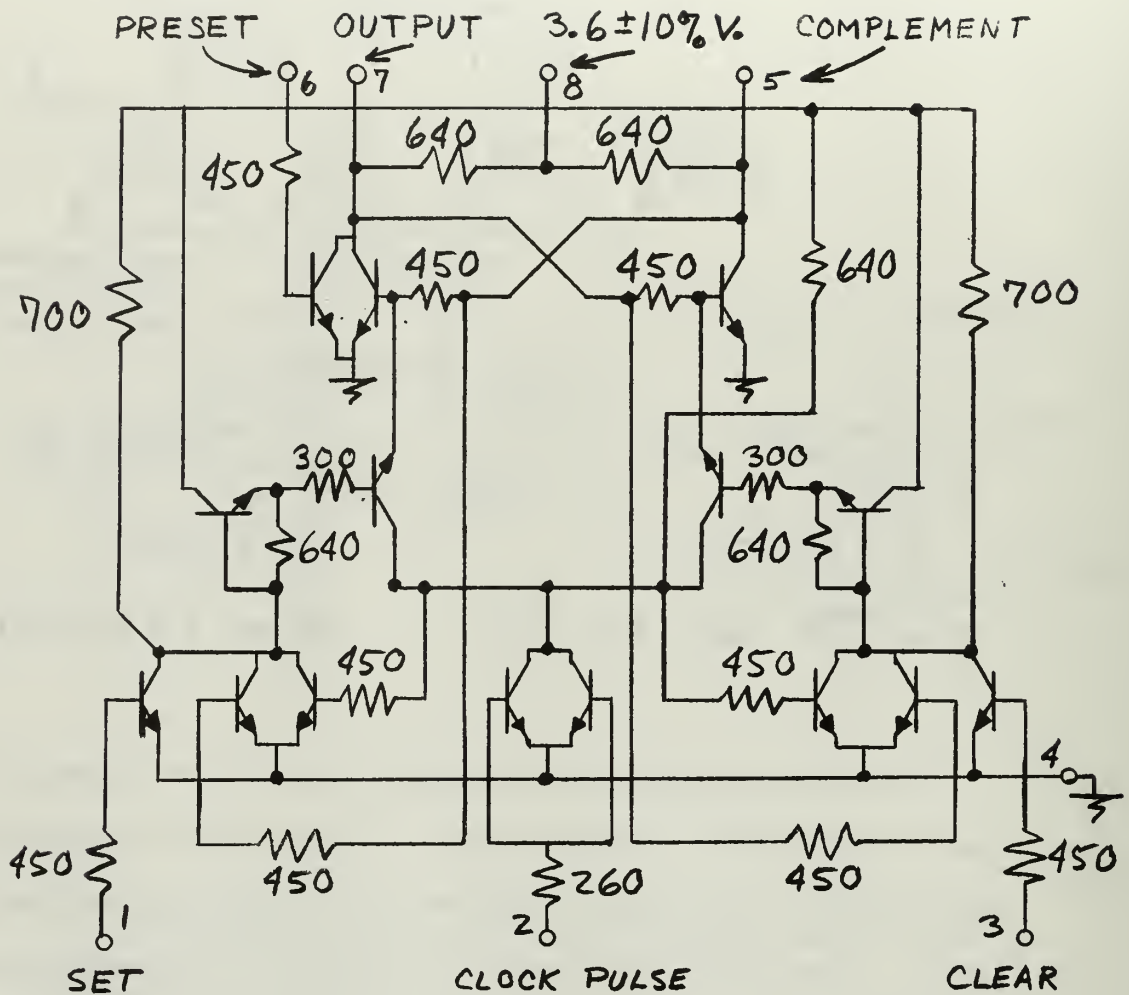 PRESET OUTPUT 3.6 ±10% V. COMPLEMENT
6 7 8 5
640 640
450
450 450 640
700 700
300 300
640 640
450 450
4
450 450 260 450 450
1 2 3
SET CLOCK PULSE CLEAR